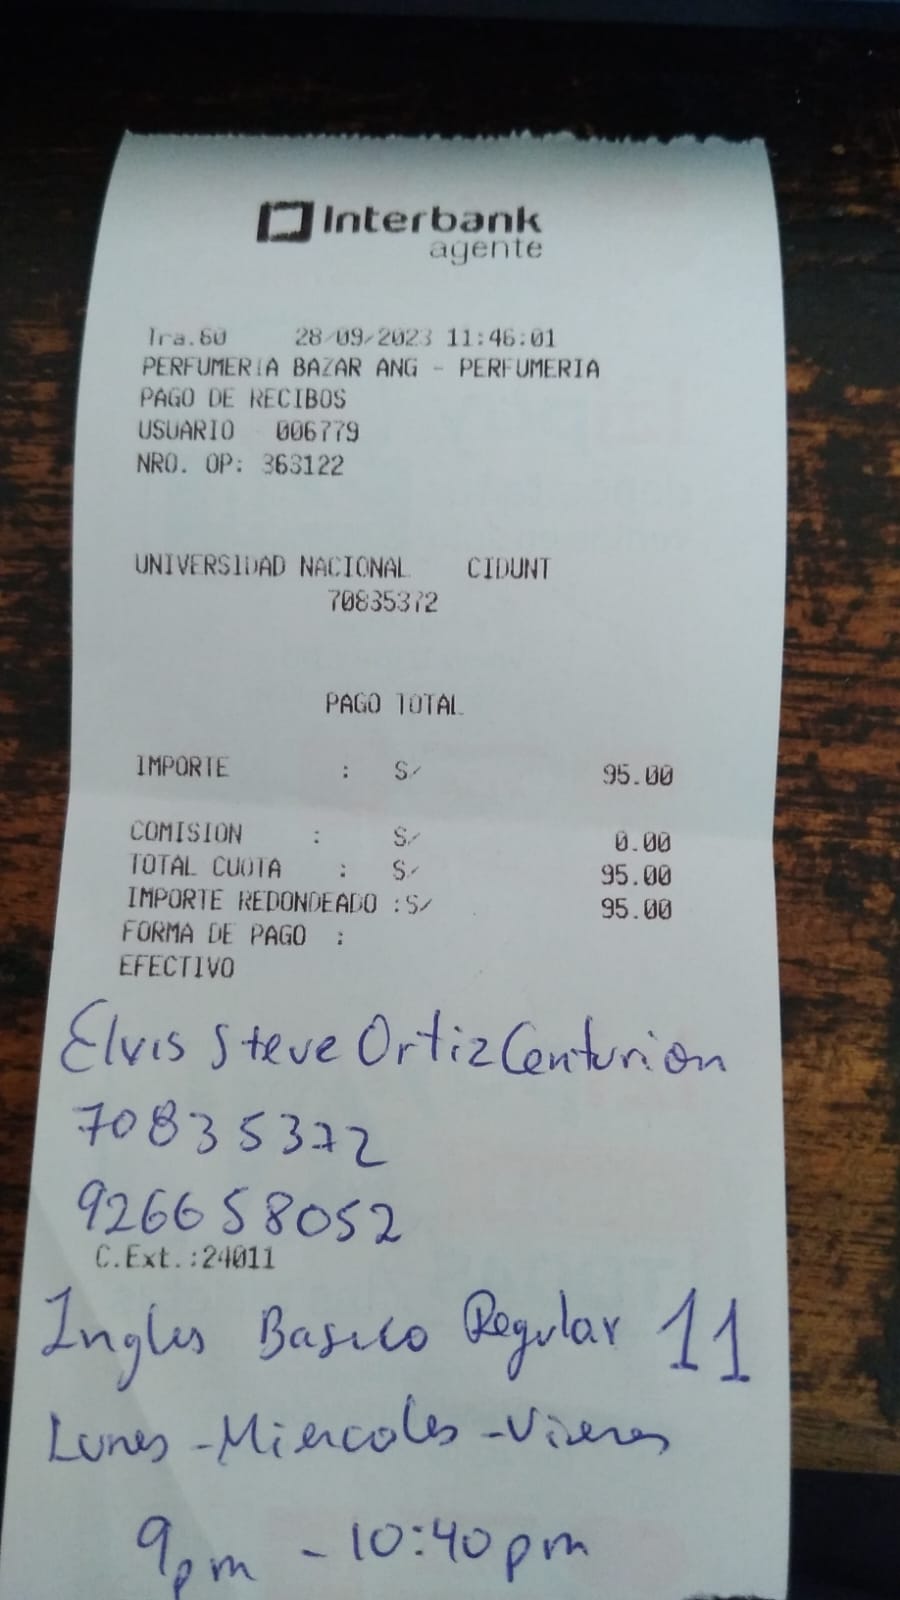 Interbank
agente
Tra.60 28/09/2023 11:46:01
PERFUMERIA BAZAR ANG - PERFUMERIA
PAGO DE RECIBOS
USUARIO 006779
NRO. OP: 363122
UNIVERSIDAD NACIONAL CIDUNT
70835372
PAGO TOTAL
IMPORTE : S/ 95.00
COMISION : S/ 0.00
TOTAL CUOTA : S/ 95.00
IMPORTE REDONDEADO :S/ 95.00
FORMA DE PAGO :
EFECTIVO
Elvis Steve Ortiz Centurion
70835372
926658052
C.Ext.:24011
Ingles Basico Regular 11
Lunes - Miercoles - Vieres
9pm - 10:40pm